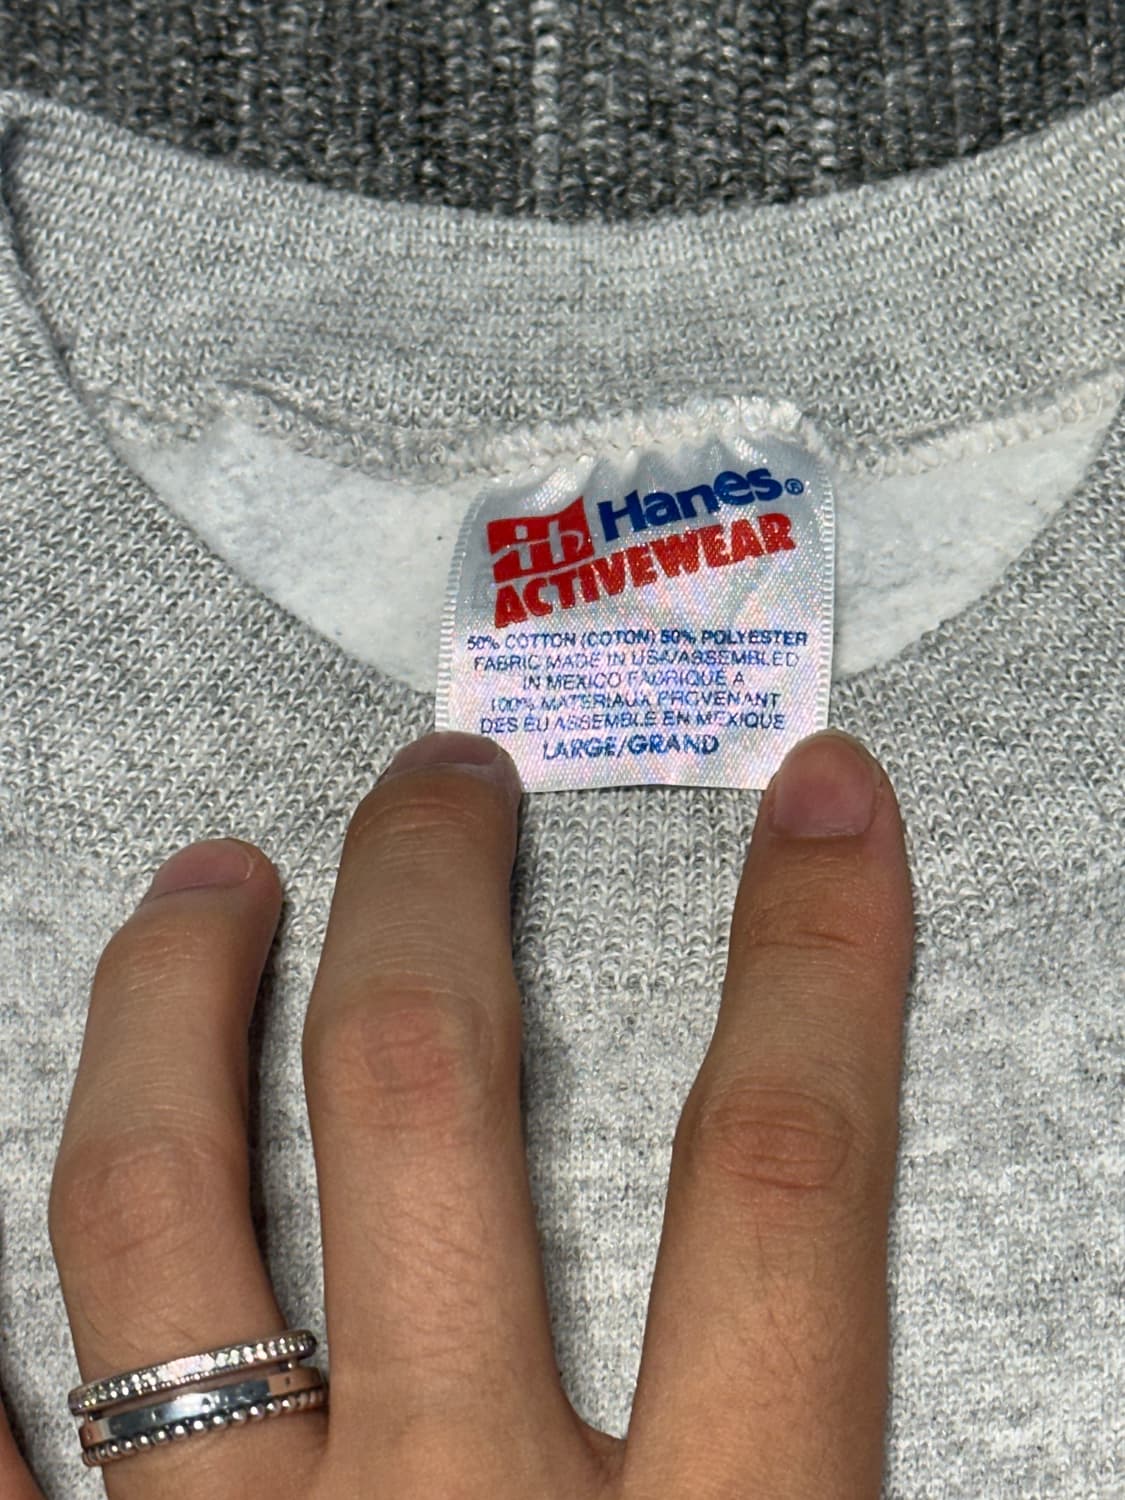 Hanes®
ACTIVEWEAR
50% COTTON (COTON) 50% POLYESTER
FABRIC MADE IN USA/ASSEMBLED
IN MEXICO FABRIQUE A
100% MATERIAUX PROVENANT
DES EU ASSEMBLÉ EN MEXIQUE
LARGE/GRAND